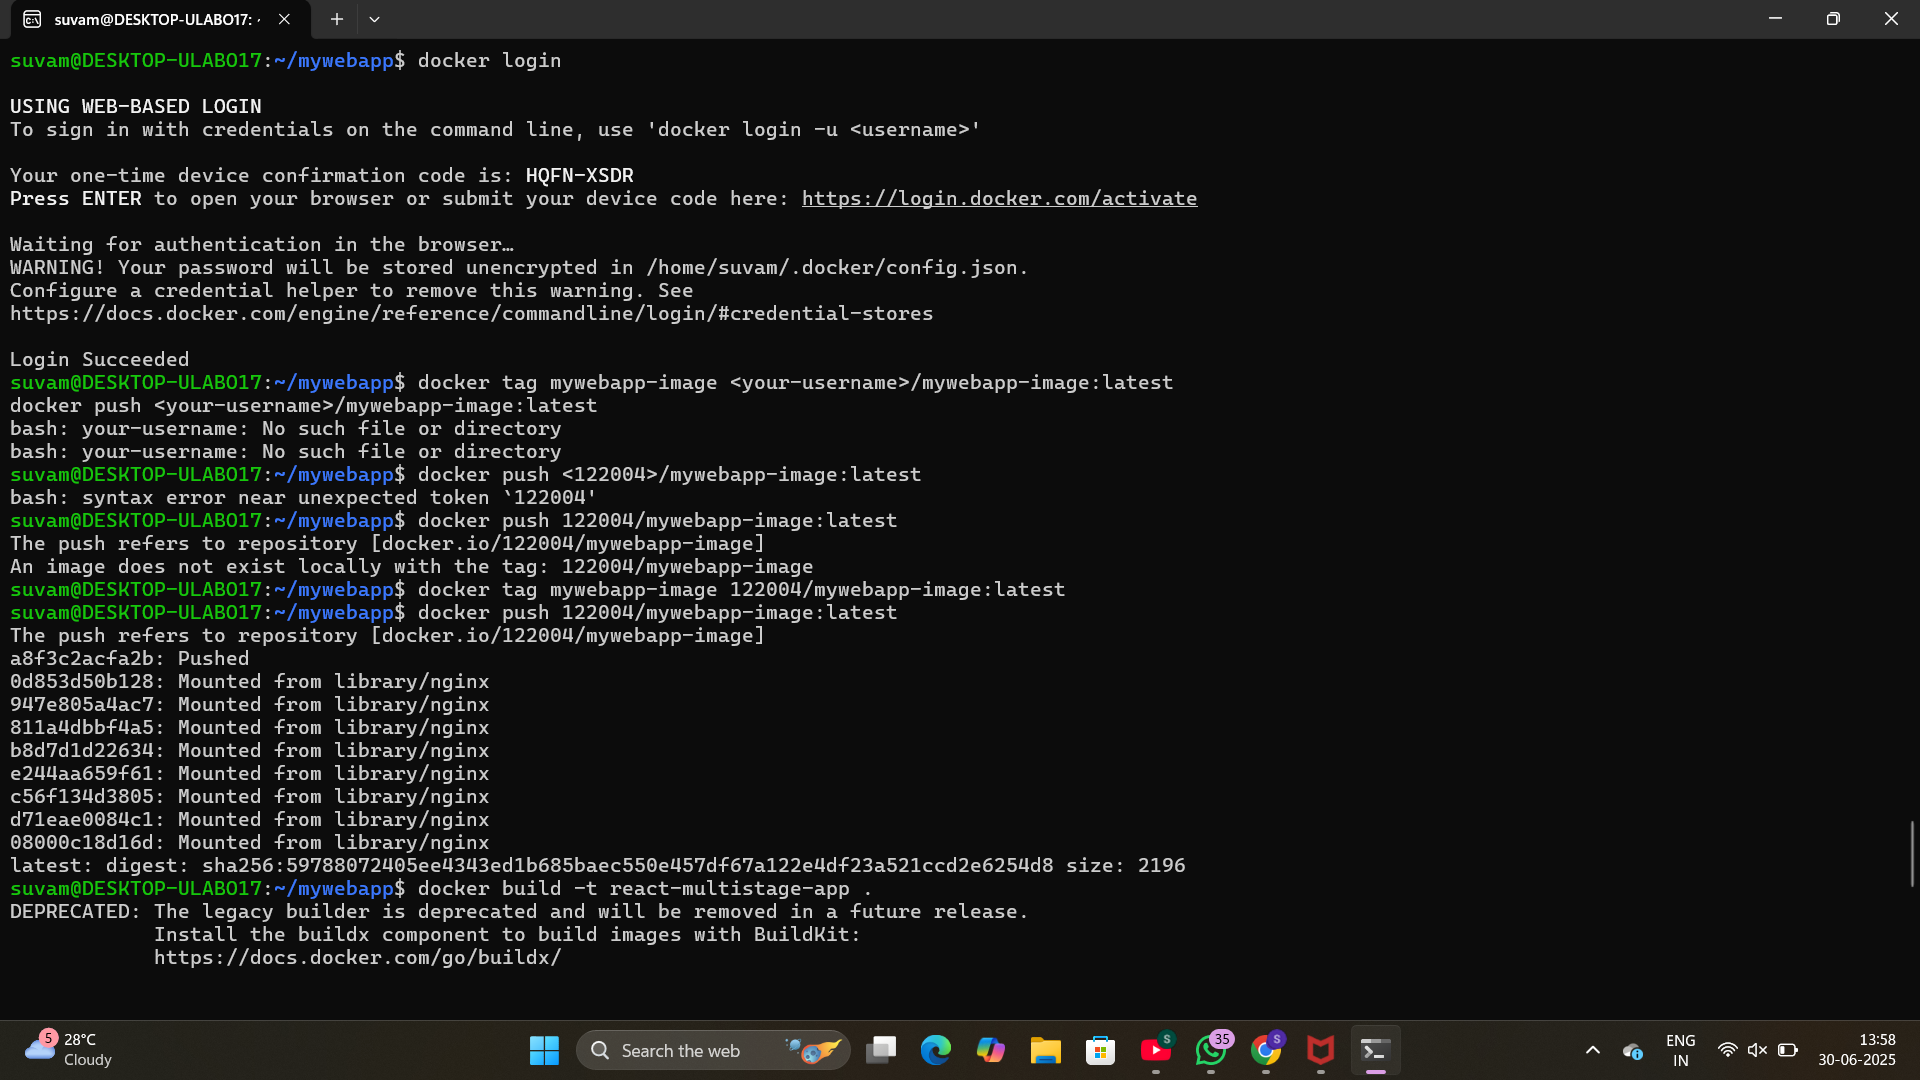 suvam@DESKTOP-ULABO17: ~
suvam@DESKTOP-ULABO17:~/mywebapp$ docker login
USING WEB-BASED LOGIN
To sign in with credentials on the command line, use 'docker login -u <username>'
Your one-time device confirmation code is: HQFN-XSDR
Press ENTER to open your browser or submit your device code here: https://login.docker.com/activate
Waiting for authentication in the browser…
WARNING! Your password will be stored unencrypted in /home/suvam/.docker/config.json.
Configure a credential helper to remove this warning. See
https://docs.docker.com/engine/reference/commandline/login/#credential-stores
Login Succeeded
suvam@DESKTOP-ULABO17:~/mywebapp$ docker tag mywebapp-image <your-username>/mywebapp-image:latest
docker push <your-username>/mywebapp-image:latest
bash: your-username: No such file or directory
bash: your-username: No such file or directory
suvam@DESKTOP-ULABO17:~/mywebapp$ docker push <122004>/mywebapp-image:latest
bash: syntax error near unexpected token `122004'
suvam@DESKTOP-ULABO17:~/mywebapp$ docker push 122004/mywebapp-image:latest
The push refers to repository [docker.io/122004/mywebapp-image]
An image does not exist locally with the tag: 122004/mywebapp-image
suvam@DESKTOP-ULABO17:~/mywebapp$ docker tag mywebapp-image 122004/mywebapp-image:latest
suvam@DESKTOP-ULABO17:~/mywebapp$ docker push 122004/mywebapp-image:latest
The push refers to repository [docker.io/122004/mywebapp-image]
a8f3c2acfa2b: Pushed
0d853d50b128: Mounted from library/nginx
947e805a4ac7: Mounted from library/nginx
811a4dbbf4a5: Mounted from library/nginx
b8d7d1d22634: Mounted from library/nginx
e244aa659f61: Mounted from library/nginx
c56f134d3805: Mounted from library/nginx
d71eae0084c1: Mounted from library/nginx
08000c18d16d: Mounted from library/nginx
latest: digest: sha256:59788072405ee4343ed1b685baec550e457df67a122e4df23a521ccd2e6254d8 size: 2196
suvam@DESKTOP-ULABO17:~/mywebapp$ docker build -t react-multistage-app .
DEPRECATED: The legacy builder is deprecated and will be removed in a future release.
Install the buildx component to build images with BuildKit:
https://docs.docker.com/go/buildx/
5
28°C
Cloudy
Search the web
S
35
S
ENG
IN
13:58
30-06-2025